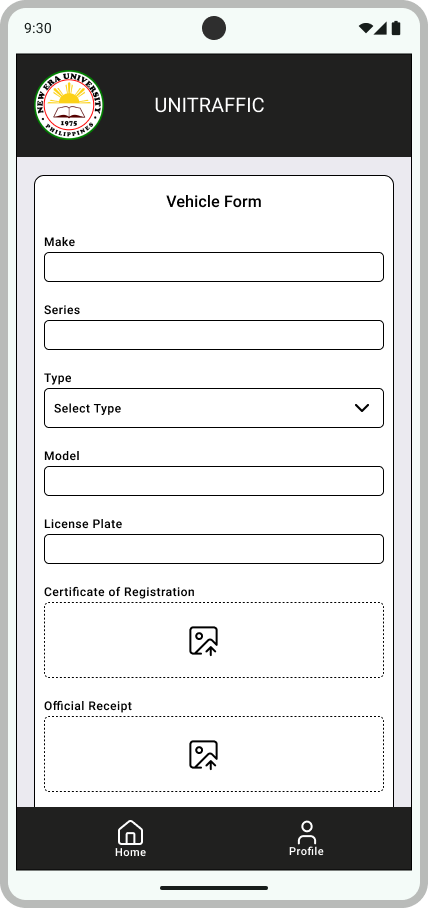 9:30
NEW ERA UNIVERSITY
1975
PHILIPPINES
UNITRAFFIC
Vehicle Form
Make
Series
Type
Select Type
Model
License Plate
Certificate of Registration
Official Receipt
Home
Profile